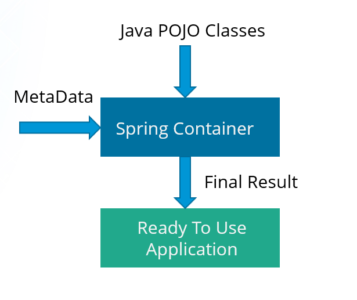 Java POJO Classes
MetaData
Spring Container
Final Result
Ready To Use
Application